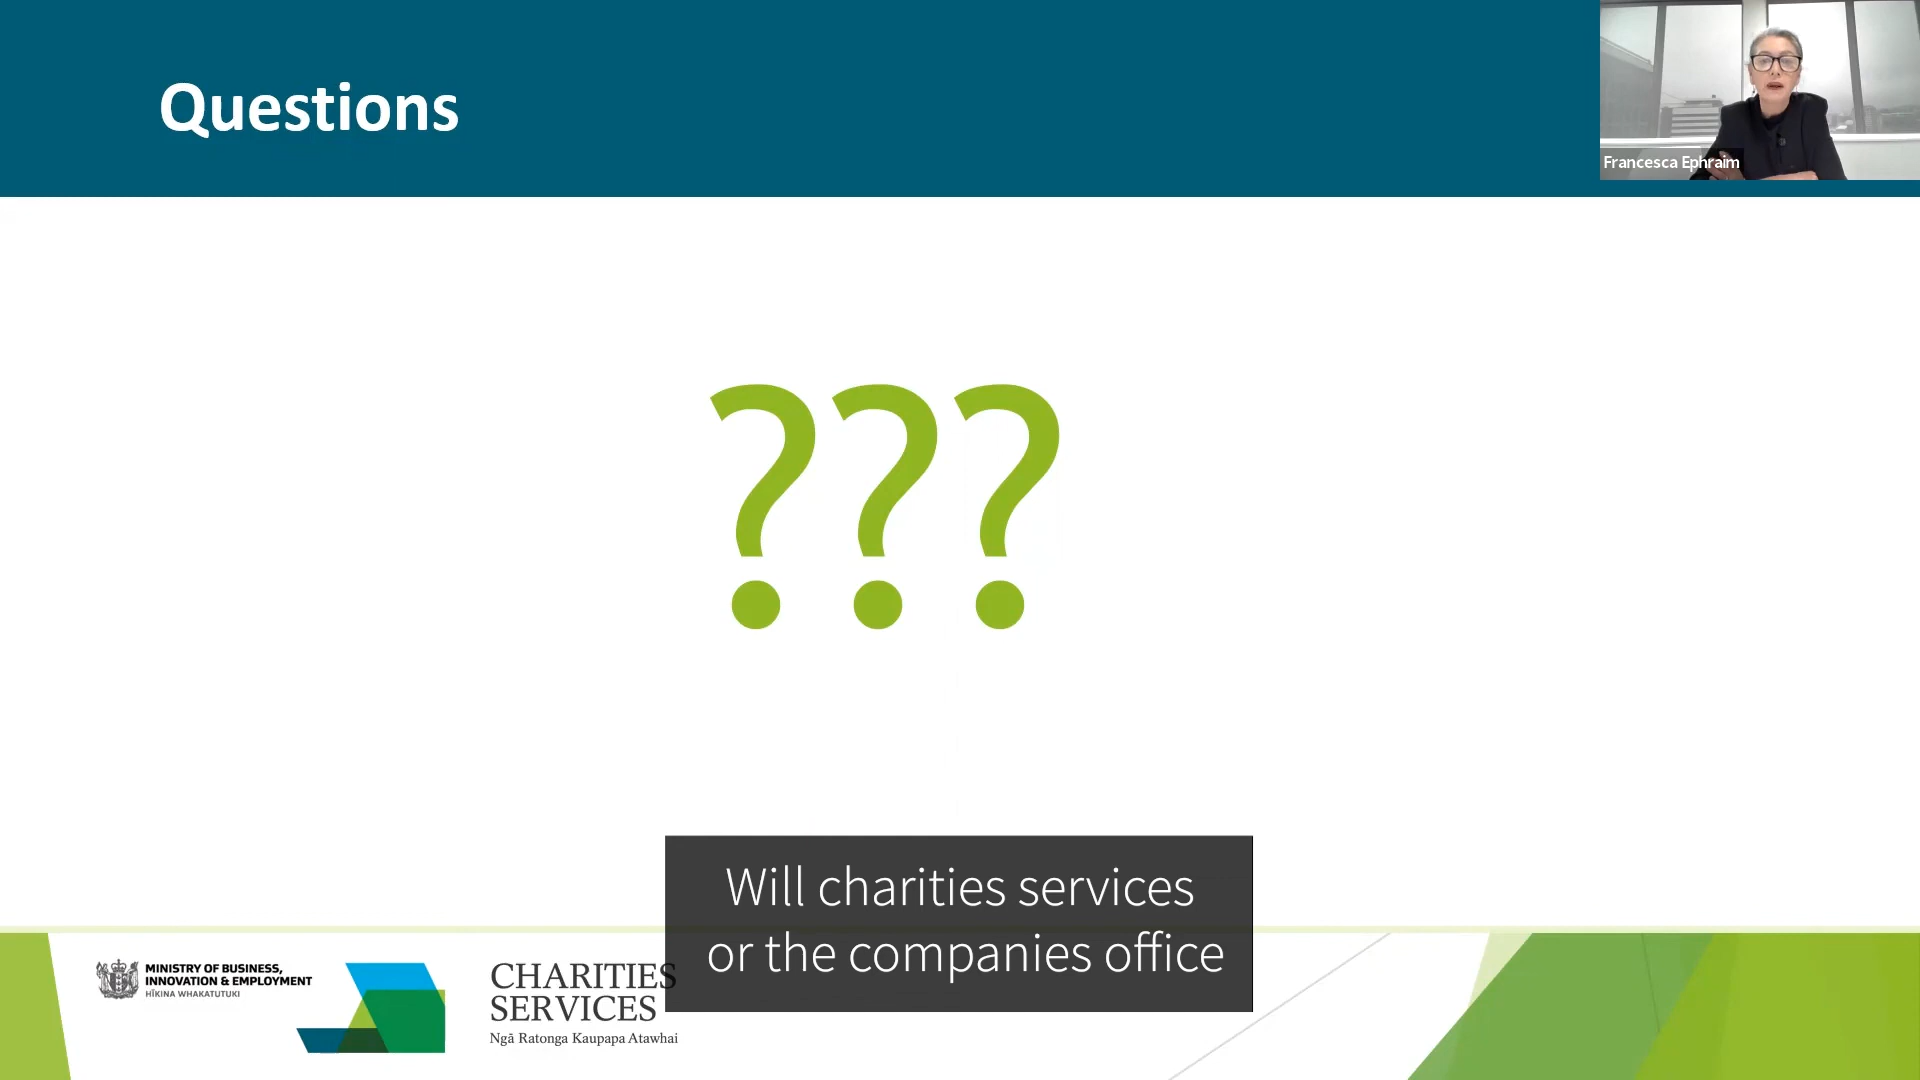 Questions
Francesca Ephraim
???
Will charities services
or the companies office
MINISTRY OF BUSINESS,
INNOVATION & EMPLOYMENT
HĪKINA WHAKATUTUKI
CHARITIES
SERVICES
Ngā Ratonga Kaupapa Atawhai